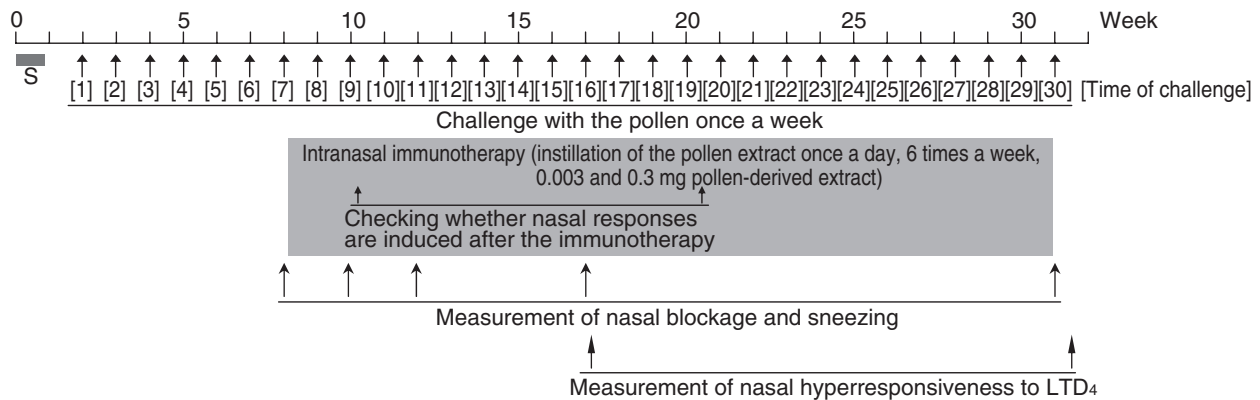 0 5 10 15 20 25 30 Week
S
[1] [2] [3] [4] [5] [6] [7] [8] [9] [10] [11] [12] [13] [14] [15] [16] [17] [18] [19] [20] [21] [22] [23] [24] [25] [26] [27] [28] [29] [30] [Time of challenge]
Challenge with the pollen once a week
Intranasal immunotherapy (instillation of the pollen extract once a day, 6 times a week,
0.003 and 0.3 mg pollen-derived extract)
Checking whether nasal responses
are induced after the immunotherapy
Measurement of nasal blockage and sneezing
Measurement of nasal hyperresponsiveness to LTD4